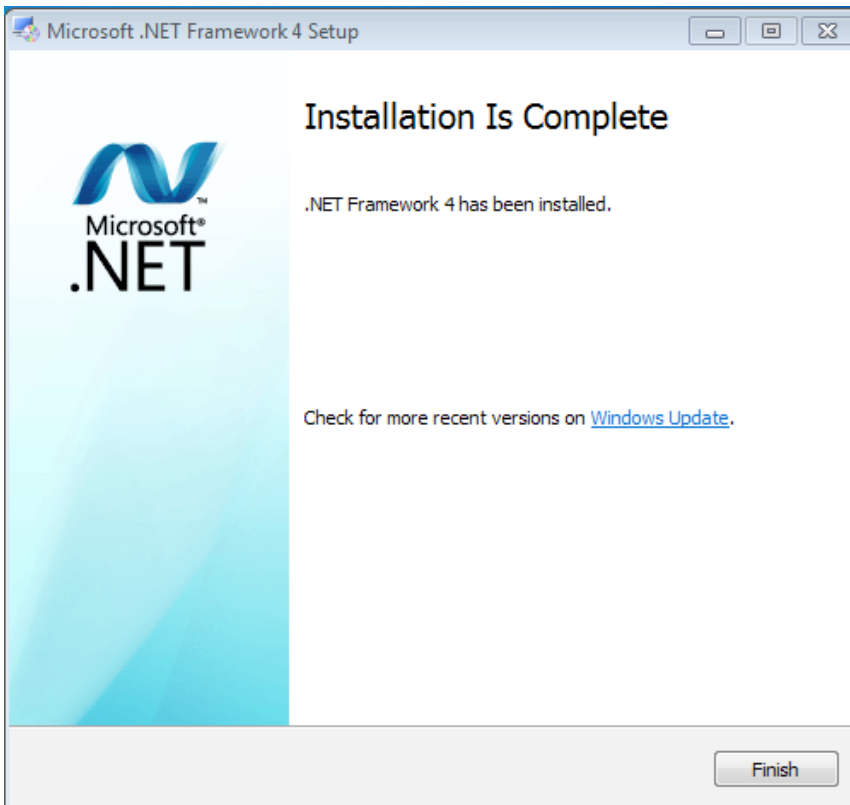 Microsoft .NET Framework 4 Setup
Installation Is Complete
.NET Framework 4 has been installed.
Microsoft®
.NET
™
Check for more recent versions on Windows Update.
Finish